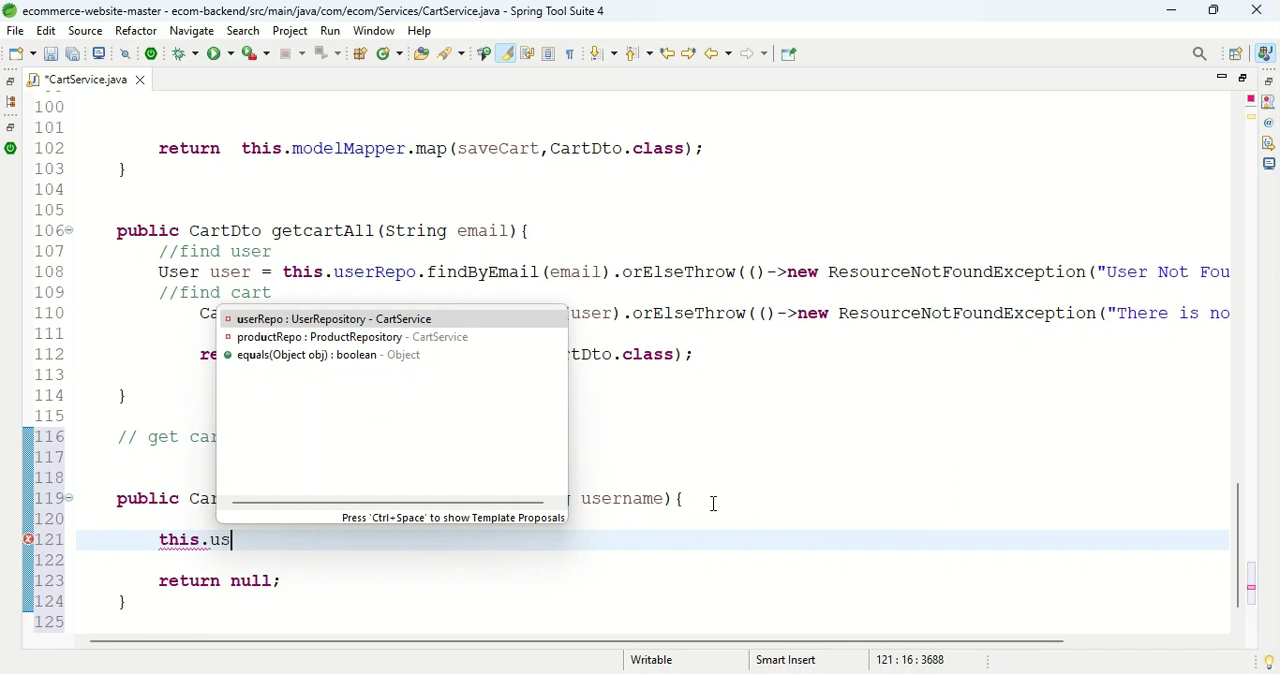 ecommerce-website-master - ecom-backend/src/main/java/com/ecom/Services/CartService.java - Spring Tool Suite 4
File Edit Source Refactor Navigate Search Project Run Window Help
*CartService.java
100
101
102 return this.modelMapper.map(saveCart,CartDto.class);
103 }
104
105
106 public CartDto getcartAll(String email){
107 //find user
108 User user = this.userRepo.findByEmail(email).orElseThrow(()->new ResourceNotFoundException("User Not Fou
109 //find cart
110 Ca user).orElseThrow(()->new ResourceNotFoundException("There is no
111
112 re tDto.class);
113
114 }
115
116 // get car
117
118
119 public Car username){
120
121 this.us
122
123 return null;
124 }
125
userRepo : UserRepository - CartService
productRepo : ProductRepository - CartService
equals(Object obj) : boolean - Object
Press 'Ctrl+Space' to show Template Proposals
Writable Smart Insert 121 : 16 : 3688